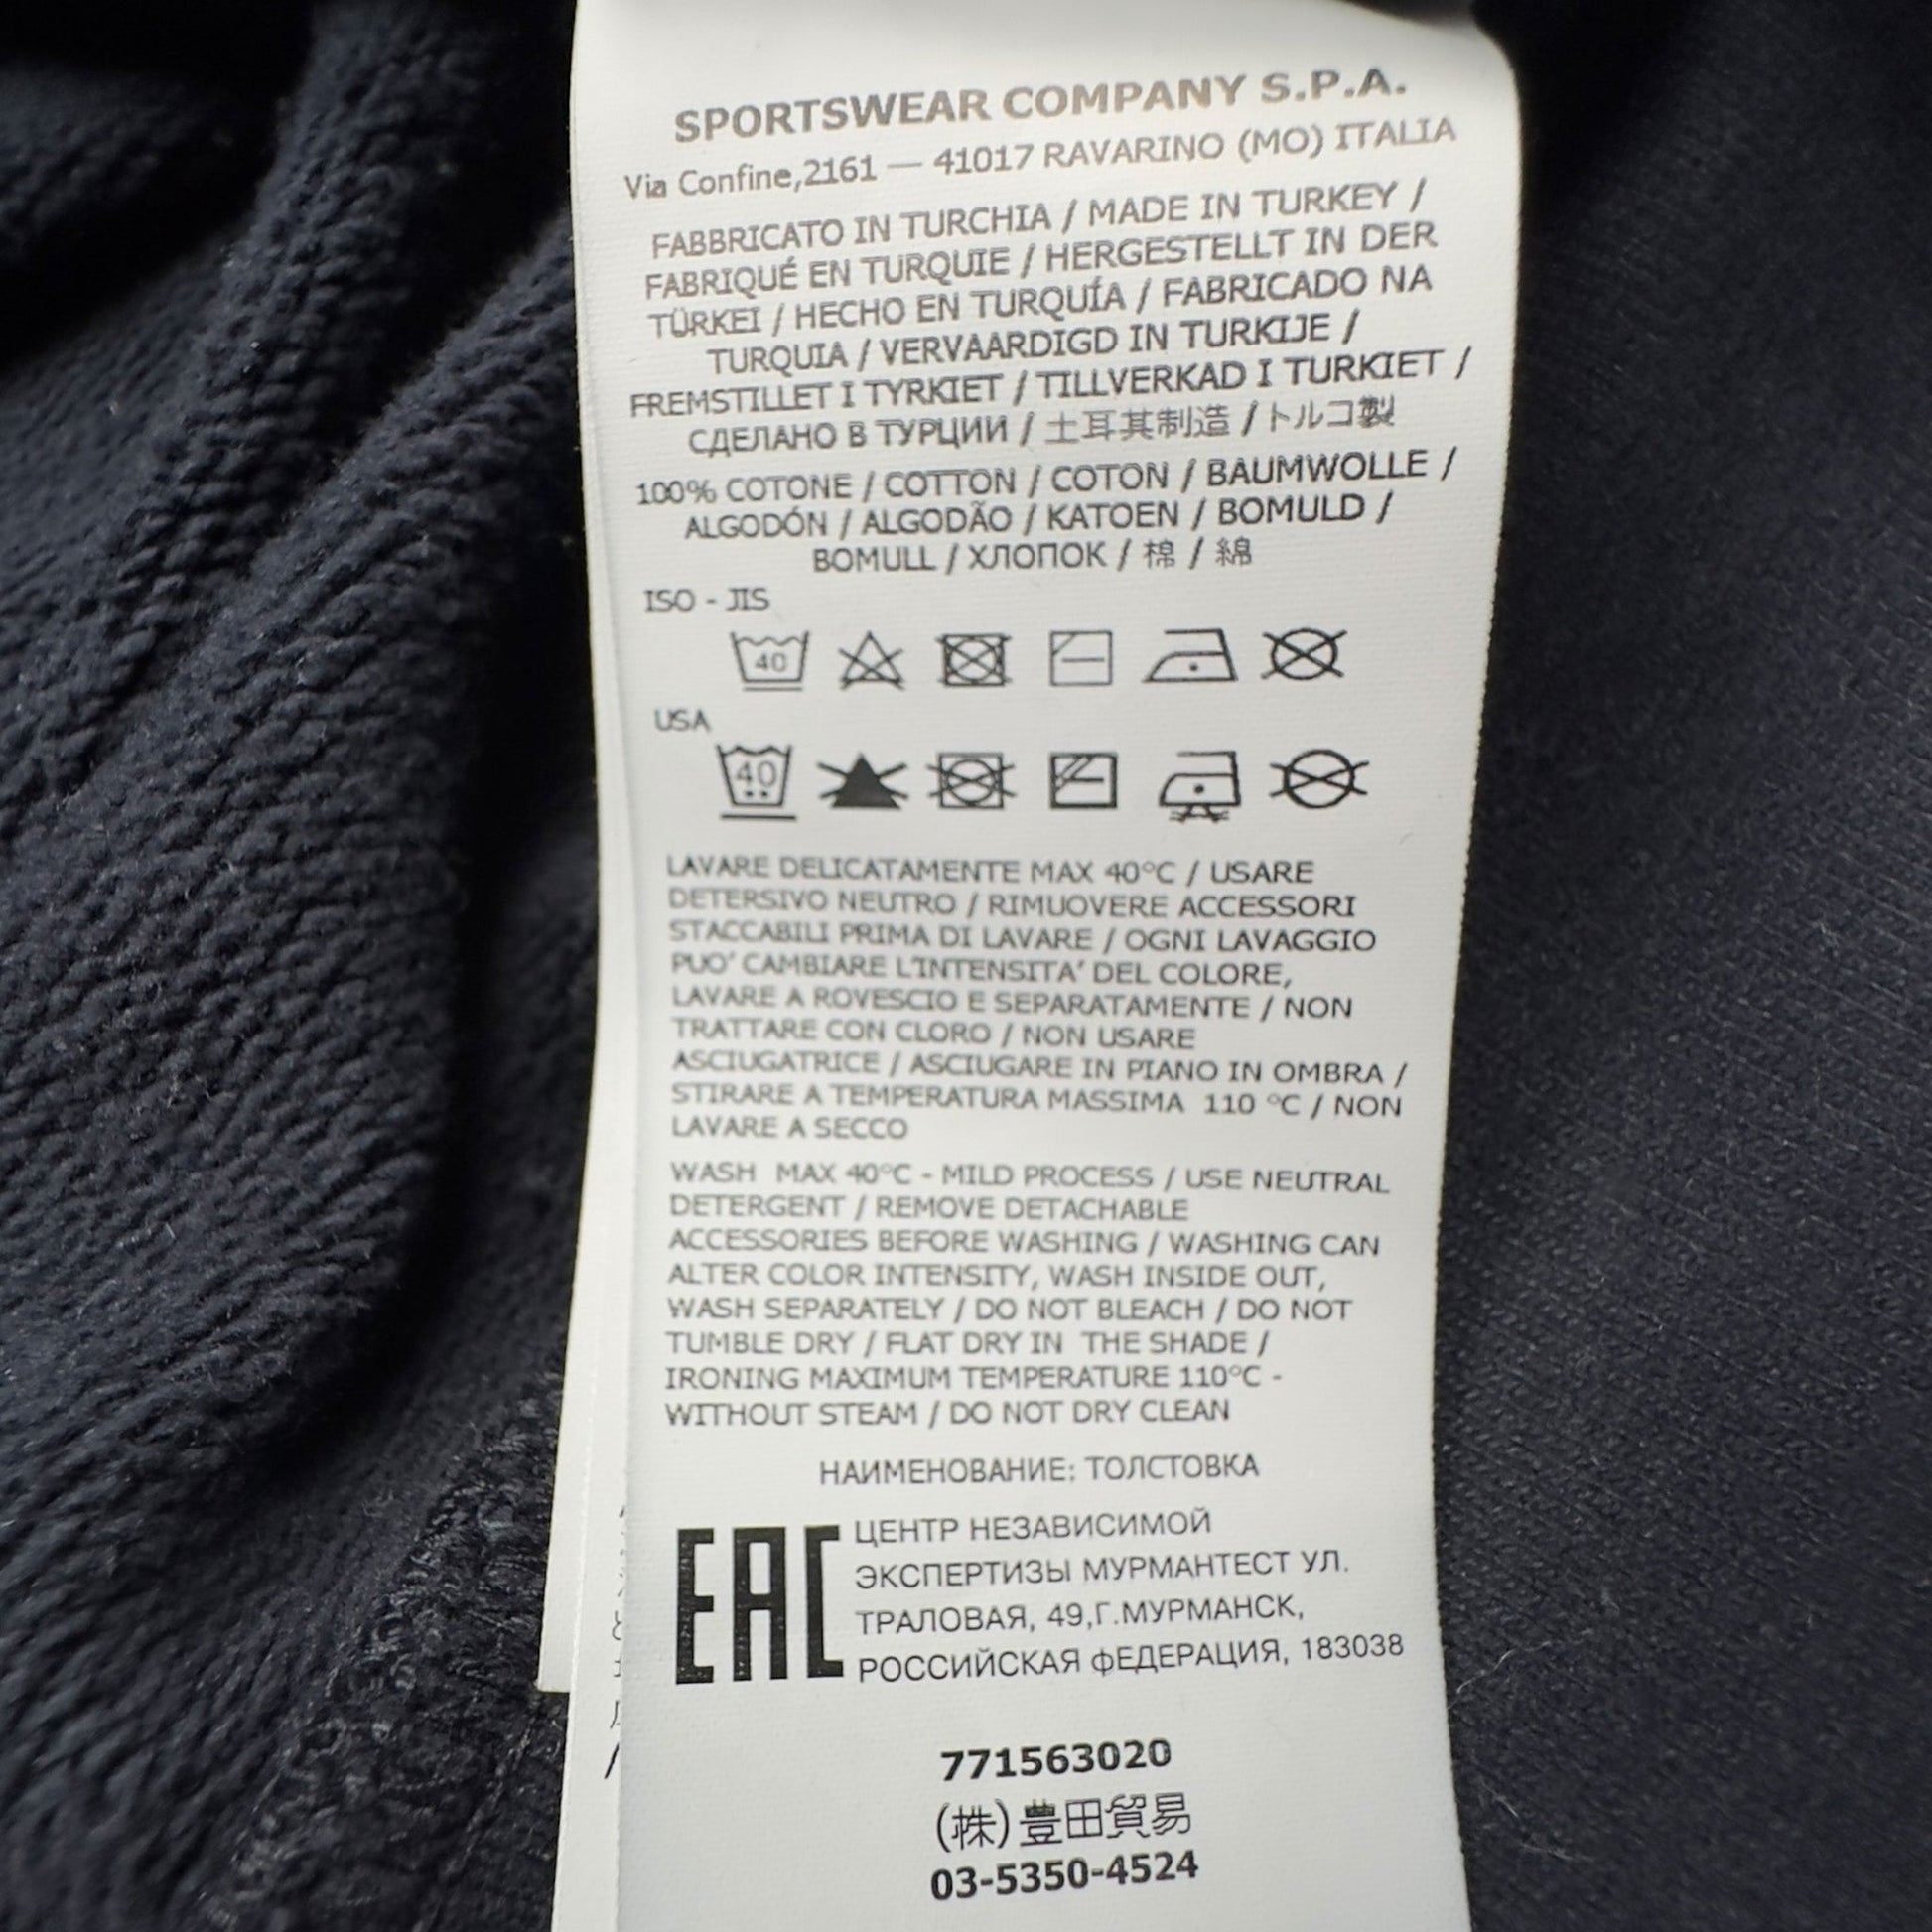 SPORTSWEAR COMPANY S.P.A.
Via Confine,2161 — 41017 RAVARINO (MO) ITALIA
FABBRICATO IN TURCHIA / MADE IN TURKEY /
FABRIQUÉ EN TURQUIE / HERGESTELLT IN DER
TÜRKEI / HECHO EN TURQUÍA / FABRICADO NA
TURQUIA / VERVAARDIGD IN TURKIJE /
FREMSTILLET I TYRKIET / TILLVERKAD I TURKIET /
СДЕЛАНО В ТУРЦИИ / 土耳其制造 / トルコ製
100% COTONE / COTTON / COTON / BAUMWOLLE /
ALGODÓN / ALGODÃO / KATOEN / BOMULD /
BOMULL / ХЛОПОК / 棉 / 綿
ISO - JIS
40
USA
40
LAVARE DELICATAMENTE MAX 40°C / USARE
DETERSIVO NEUTRO / RIMUOVERE ACCESSORI
STACCABILI PRIMA DI LAVARE / OGNI LAVAGGIO
PUO' CAMBIARE L'INTENSITA' DEL COLORE,
LAVARE A ROVESCIO E SEPARATAMENTE / NON
TRATTARE CON CLORO / NON USARE
ASCIUGATRICE / ASCIUGARE IN PIANO IN OMBRA /
STIRARE A TEMPERATURA MASSIMA 110 °C / NON
LAVARE A SECCO
WASH MAX 40°C - MILD PROCESS / USE NEUTRAL
DETERGENT / REMOVE DETACHABLE
ACCESSORIES BEFORE WASHING / WASHING CAN
ALTER COLOR INTENSITY, WASH INSIDE OUT,
WASH SEPARATELY / DO NOT BLEACH / DO NOT
TUMBLE DRY / FLAT DRY IN THE SHADE /
IRONING MAXIMUM TEMPERATURE 110°C -
WITHOUT STEAM / DO NOT DRY CLEAN
НАИМЕНОВАНИЕ: ТОЛСТОВКА
EAC
ЦЕНТР НЕЗАВИСИМОЙ
ЭКСПЕРТИЗЫ МУРМАНТЕСТ УЛ.
ТРАЛОВАЯ, 49,Г.МУРМАНСК,
РОССИЙСКАЯ ФЕДЕРАЦИЯ, 183038
771563020
(株)豊田貿易
03-5350-4524